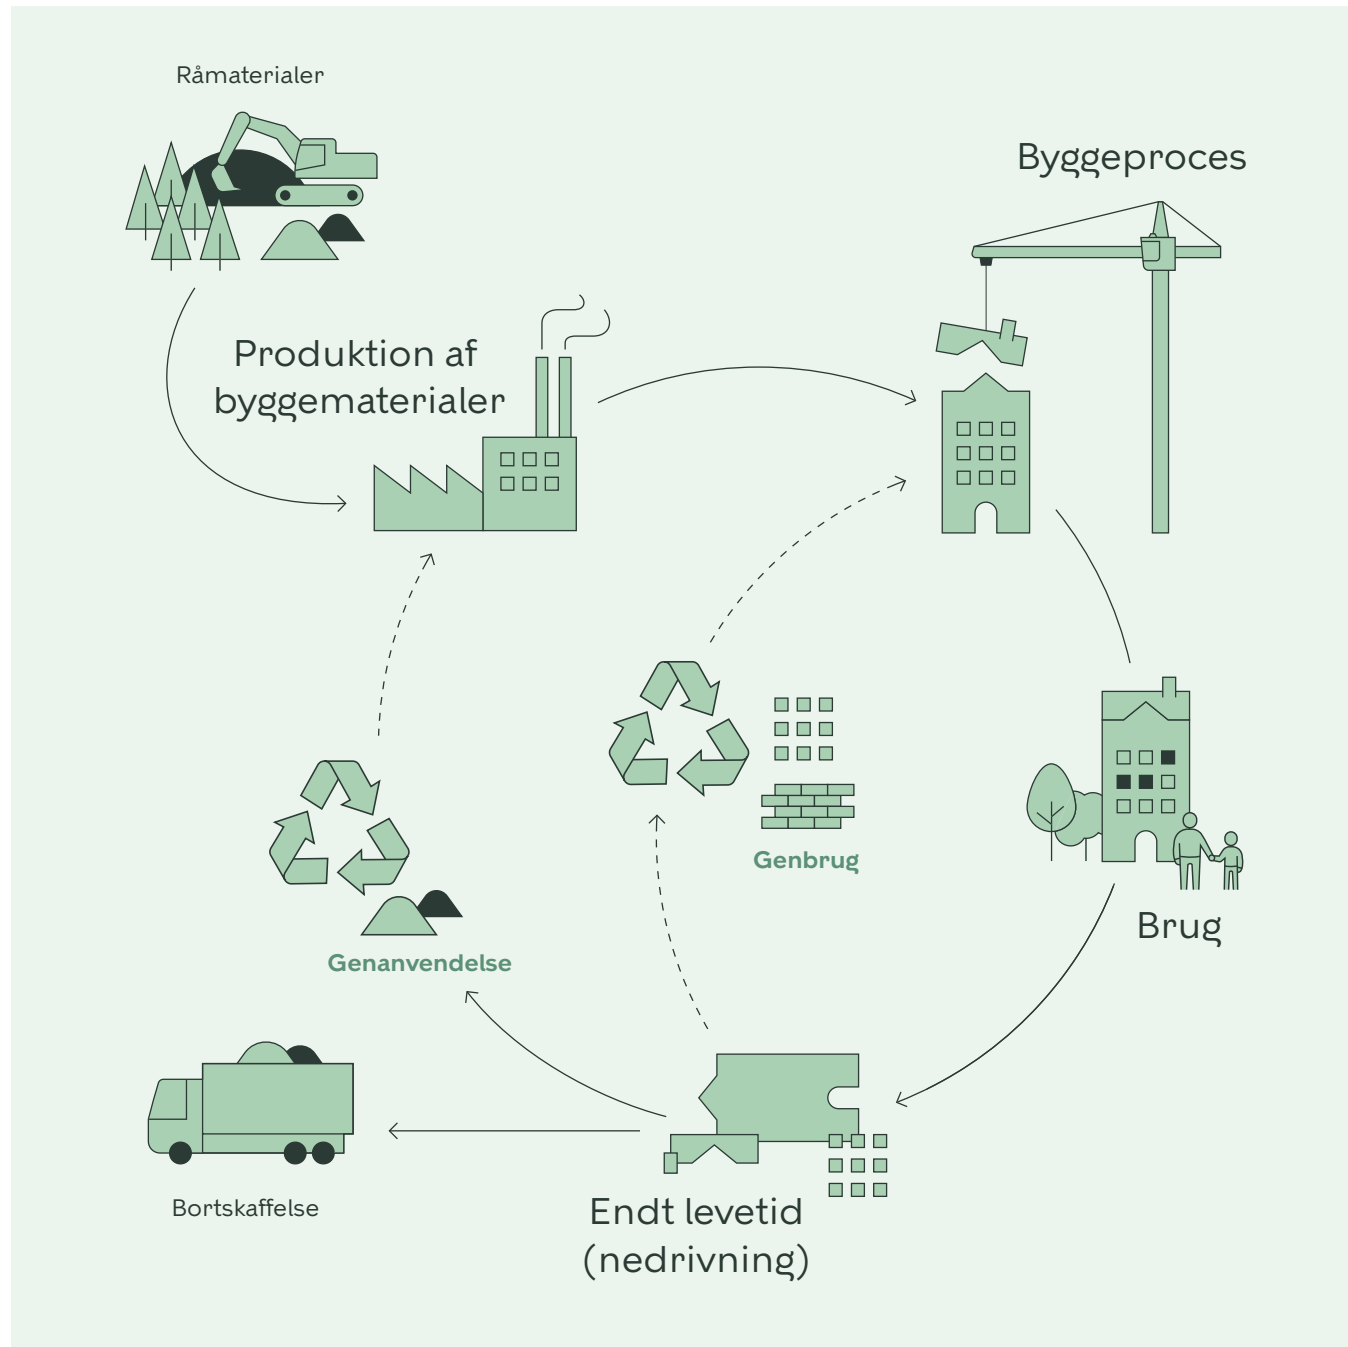 Råmaterialer
Byggeproces
Produktion af
byggematerialer
Genbrug
Brug
Genanvendelse
Bortskaffelse
Endt levetid
(nedrivning)